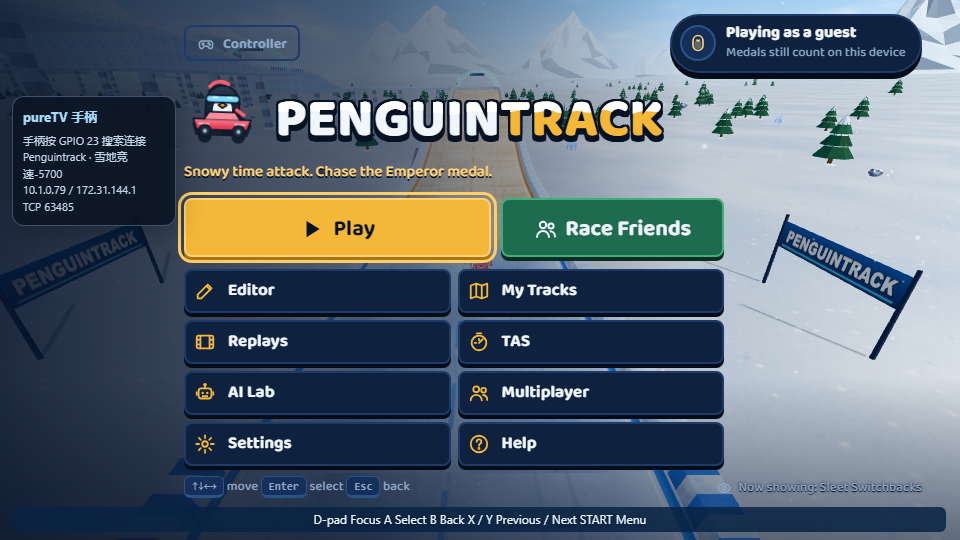 Controller
Playing as a guest
Medals still count on this device
pureTV 手柄
手柄按 GPIO 23 搜索连接
Penguintrack · 雪地竞
速-5700
10.1.0.79 / 172.31.144.1
TCP 63485
PENGUINTRACK
Snowy time attack. Chase the Emperor medal.
Play
Race Friends
PENGUINTRACK
PENGUINTRACK
Editor
My Tracks
Replays
TAS
AI Lab
Multiplayer
Settings
Help
↑↓←→ move Enter select Esc back
Now showing: Sleet Switchbacks
D-pad Focus A Select B Back X / Y Previous / Next START Menu